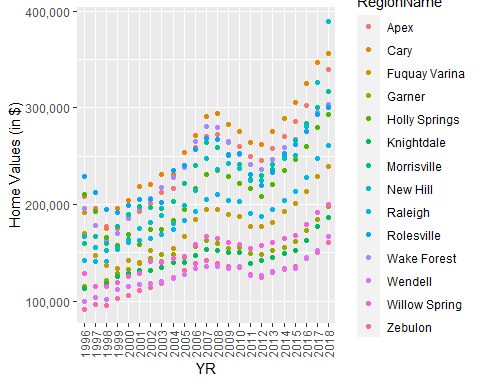 RegionName
400,000
300,000
200,000
100,000
Home Values (in $)
1996 1997 1998 1999 2000 2001 2002 2003 2004 2005 2006 2007 2008 2009 2010 2011 2012 2013 2014 2015 2016 2017 2018
YR
Apex
Cary
Fuquay Varina
Garner
Holly Springs
Knightdale
Morrisville
New Hill
Raleigh
Rolesville
Wake Forest
Wendell
Willow Spring
Zebulon